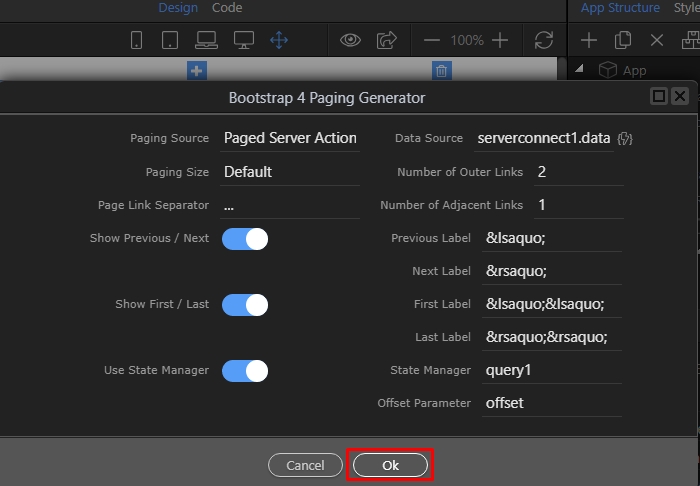 Design Code
App Structure Style
100%
App
Bootstrap 4 Paging Generator
Paging Source Paged Server Action Data Source serverconnect1.data
Paging Size Default Number of Outer Links 2
Page Link Separator ... Number of Adjacent Links 1
Show Previous / Next Previous Label &lsaquo;
Next Label &rsaquo;
Show First / Last First Label &lsaquo;&lsaquo;
Last Label &rsaquo;&rsaquo;
Use State Manager State Manager query1
Offset Parameter offset
Cancel Ok